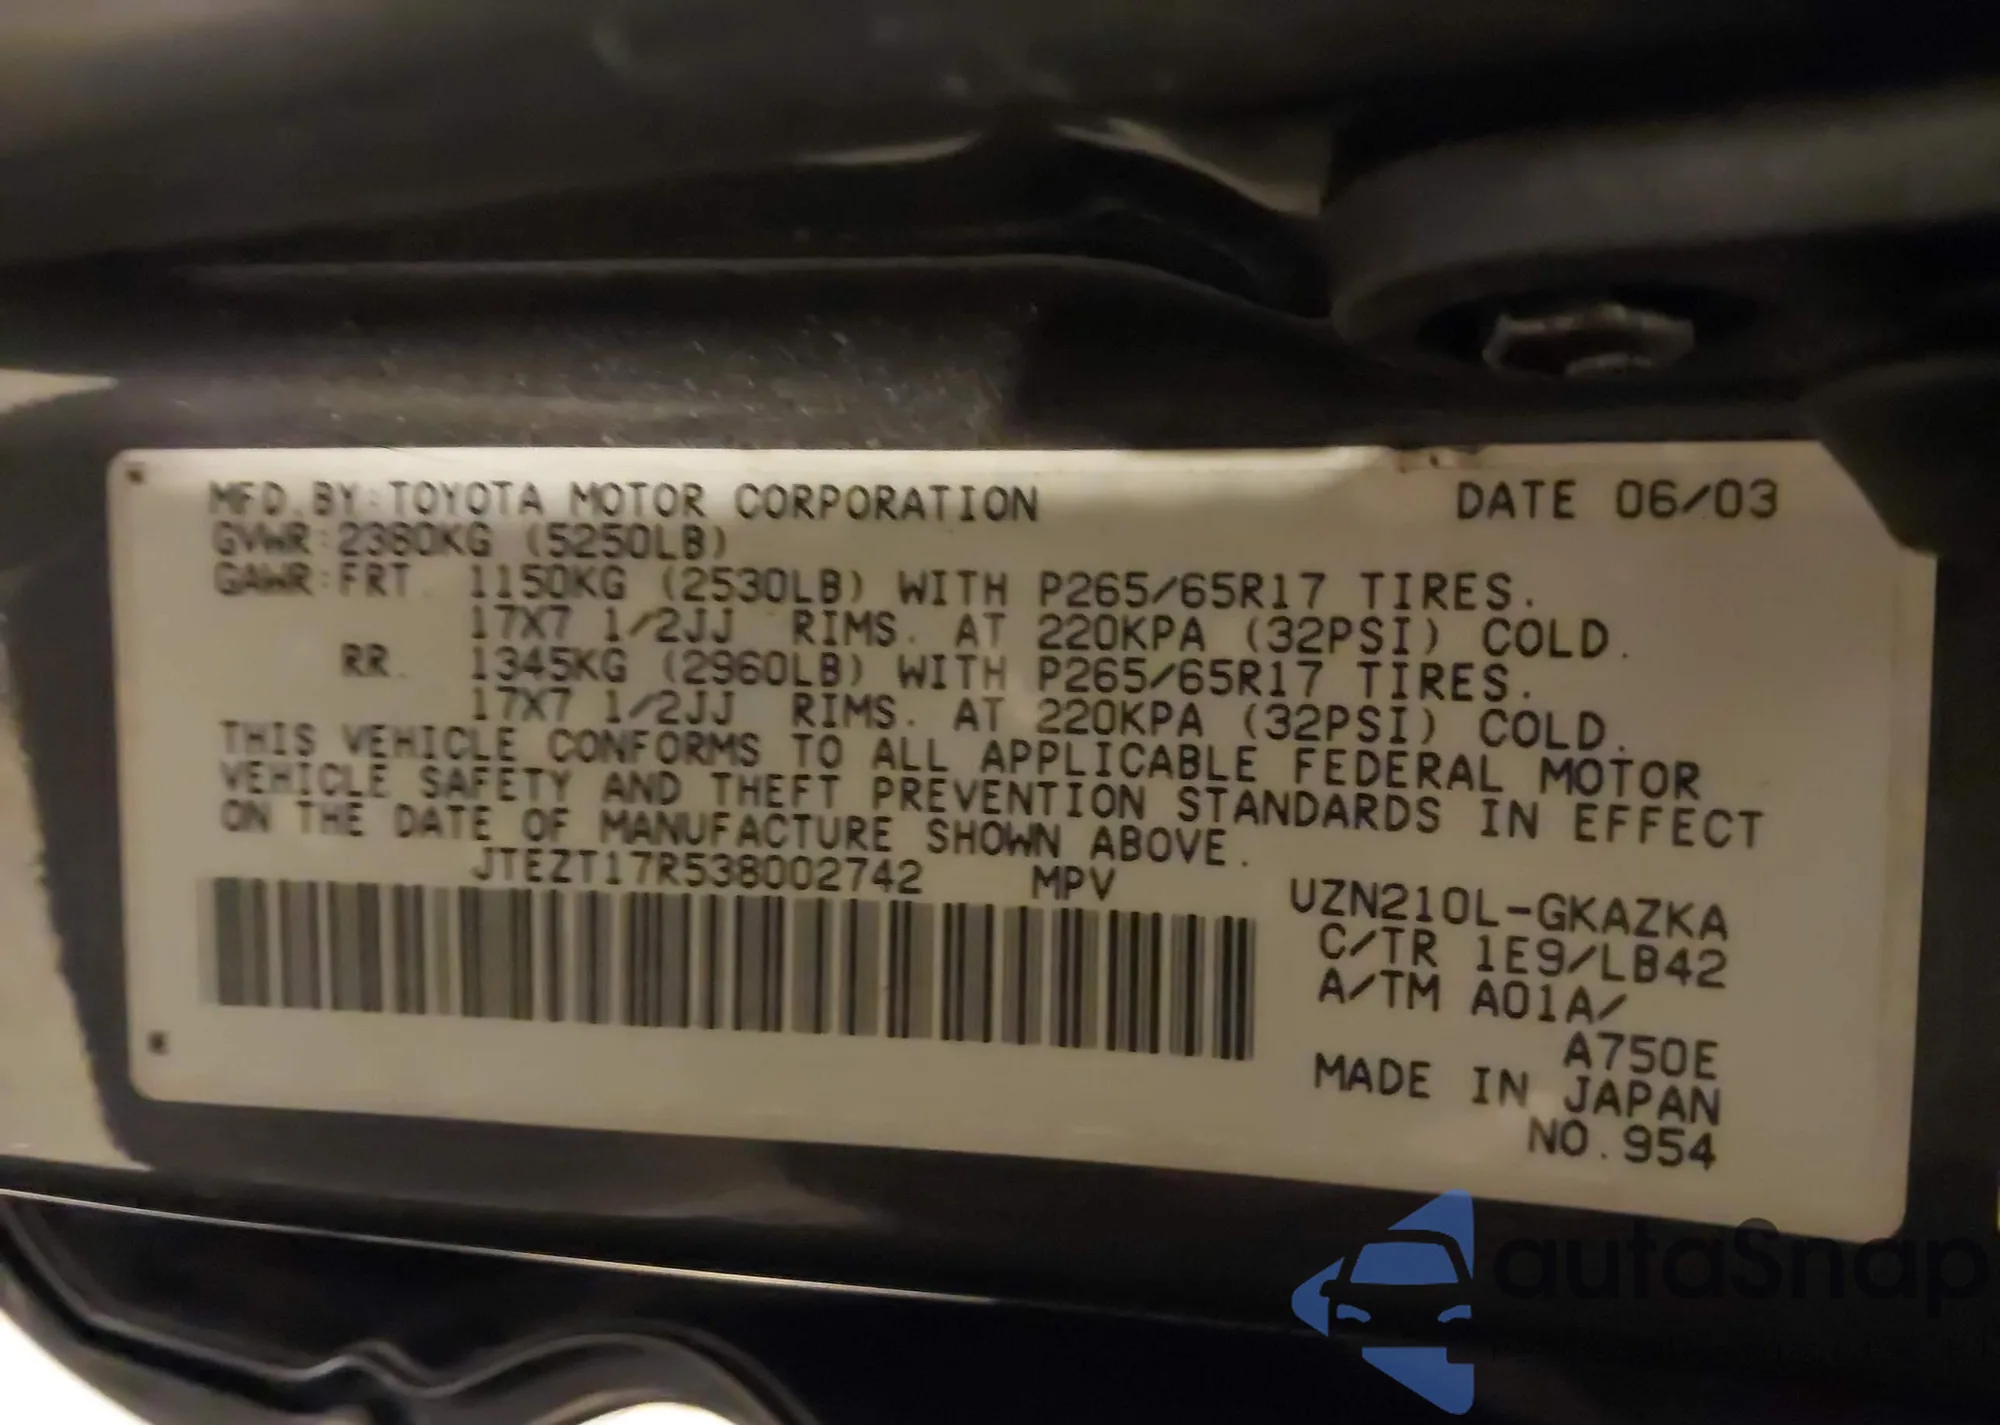 MFD.BY:TOYOTA MOTOR CORPORATION DATE 06/03
GVWR:2380KG (5250LB)
GAWR:FRT. 1150KG (2530LB) WITH P265/65R17 TIRES.
17X7 1/2JJ RIMS. AT 220KPA (32PSI) COLD.
RR. 1345KG (2960LB) WITH P265/65R17 TIRES.
17X7 1/2JJ RIMS. AT 220KPA (32PSI) COLD.
THIS VEHICLE CONFORMS TO ALL APPLICABLE FEDERAL MOTOR
VEHICLE SAFETY AND THEFT PREVENTION STANDARDS IN EFFECT
ON THE DATE OF MANUFACTURE SHOWN ABOVE.
JTEZT17R538002742 MPV
UZN210L-GKAZKA
C/TR 1E9/LB42
A/TM A01A/
A750E
MADE IN JAPAN
NO.954
autaSnap